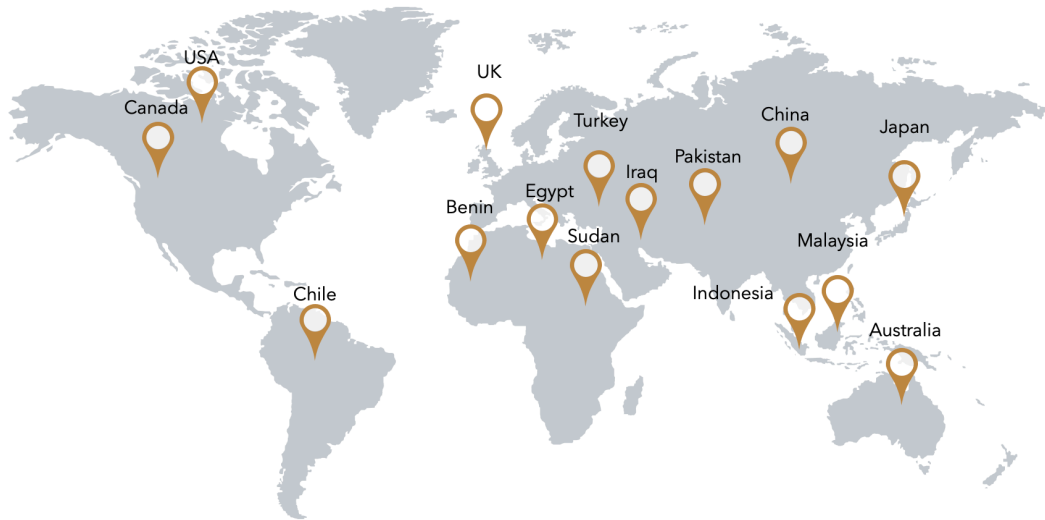 USA
UK
Canada
Turkey
China
Japan
Pakistan
Iraq
Egypt
Benin
Sudan
Malaysia
Indonesia
Chile
Australia